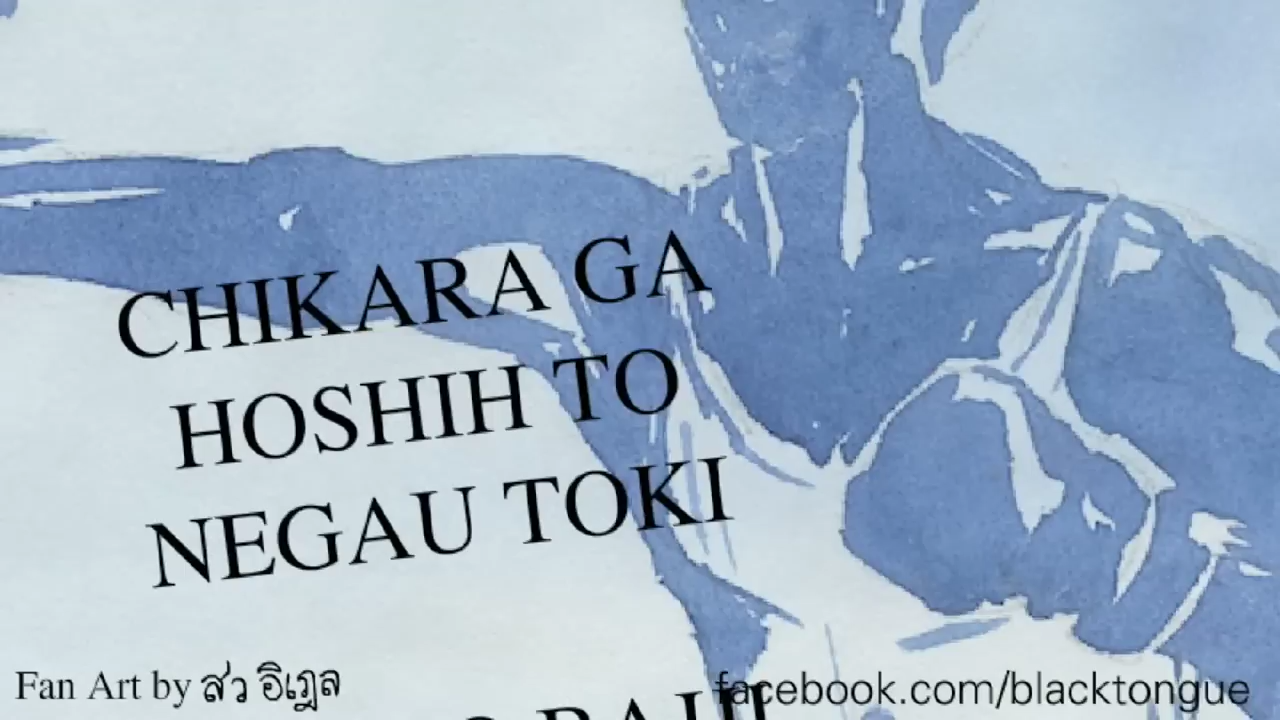 CHIKARA GA
HOSHIH TO
NEGAU TOKI
Fan Art by สว อิเฎล
facebook.com/blacktongue